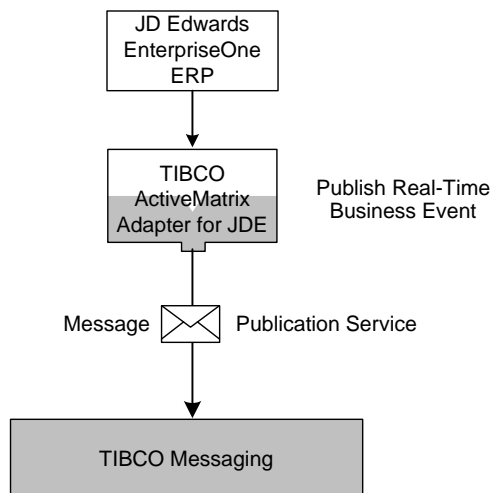 JD Edwards
EnterpriseOne
ERP
TIBCO
ActiveMatrix
Adapter for JDE
Publish Real-Time
Business Event
Message
Publication Service
TIBCO Messaging